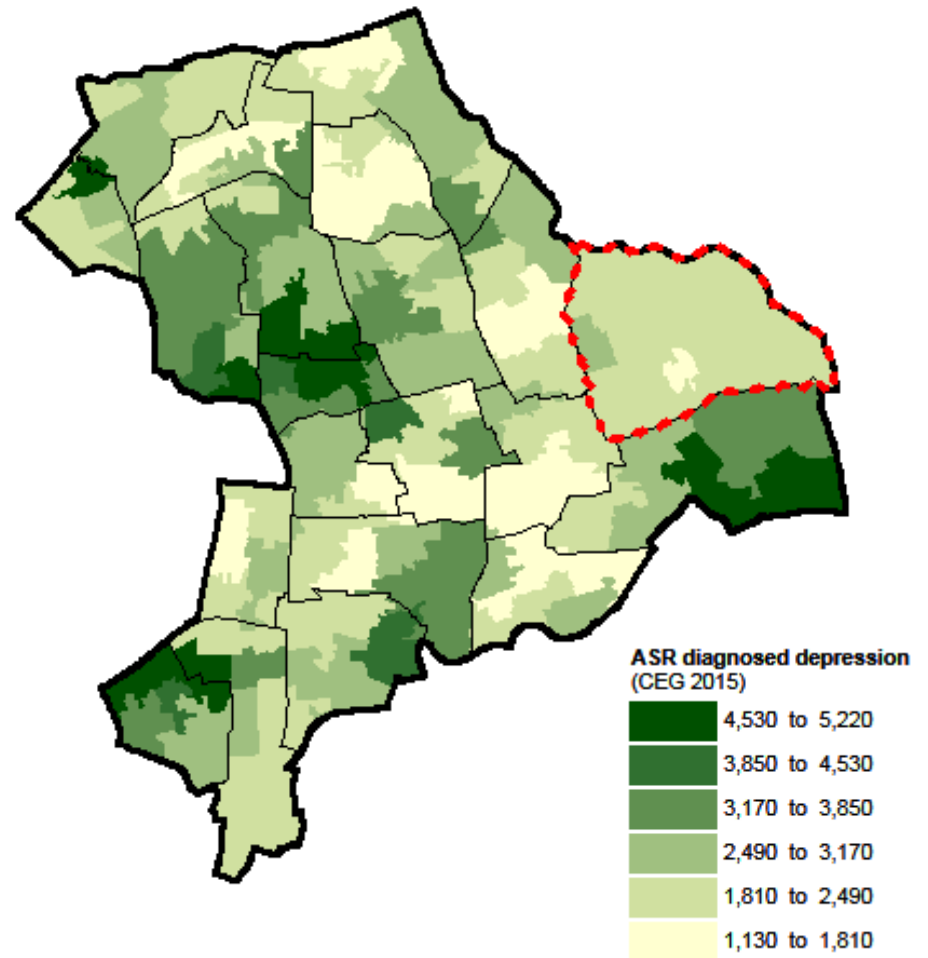 ASR diagnosed depression
(CEG 2015)
4,530 to 5,220
3,850 to 4,530
3,170 to 3,850
2,490 to 3,170
1,810 to 2,490
1,130 to 1,810